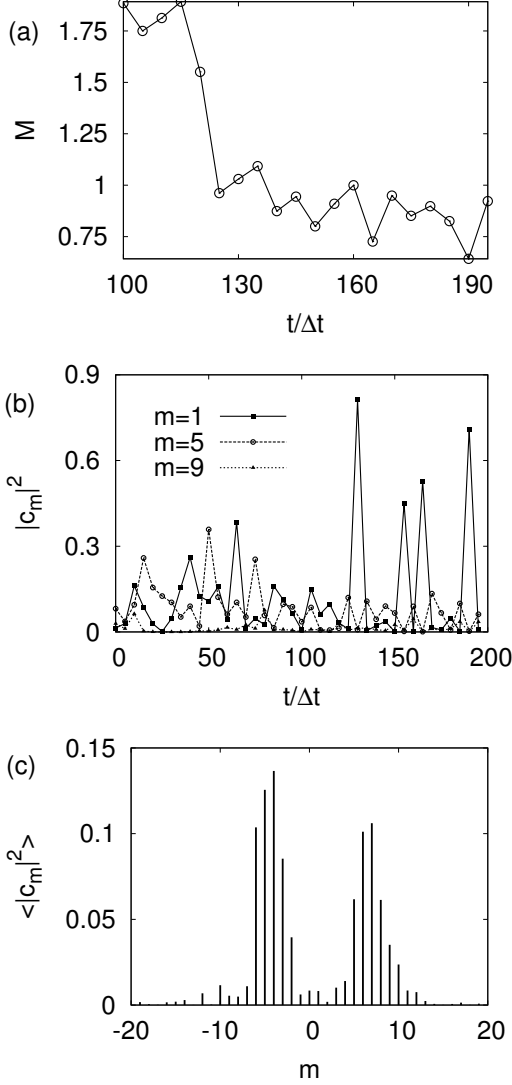 (a)
M
1.75
1.5
1.25
1
0.75
100 130 160 190
t/Δt
(b)
|c_m|^2
0.9
0.6
0.3
0
m=1
m=5
m=9
0 50 100 150 200
t/Δt
(c)
<|c_m|^2>
0.15
0.1
0.05
0
-20 -10 0 10 20
m